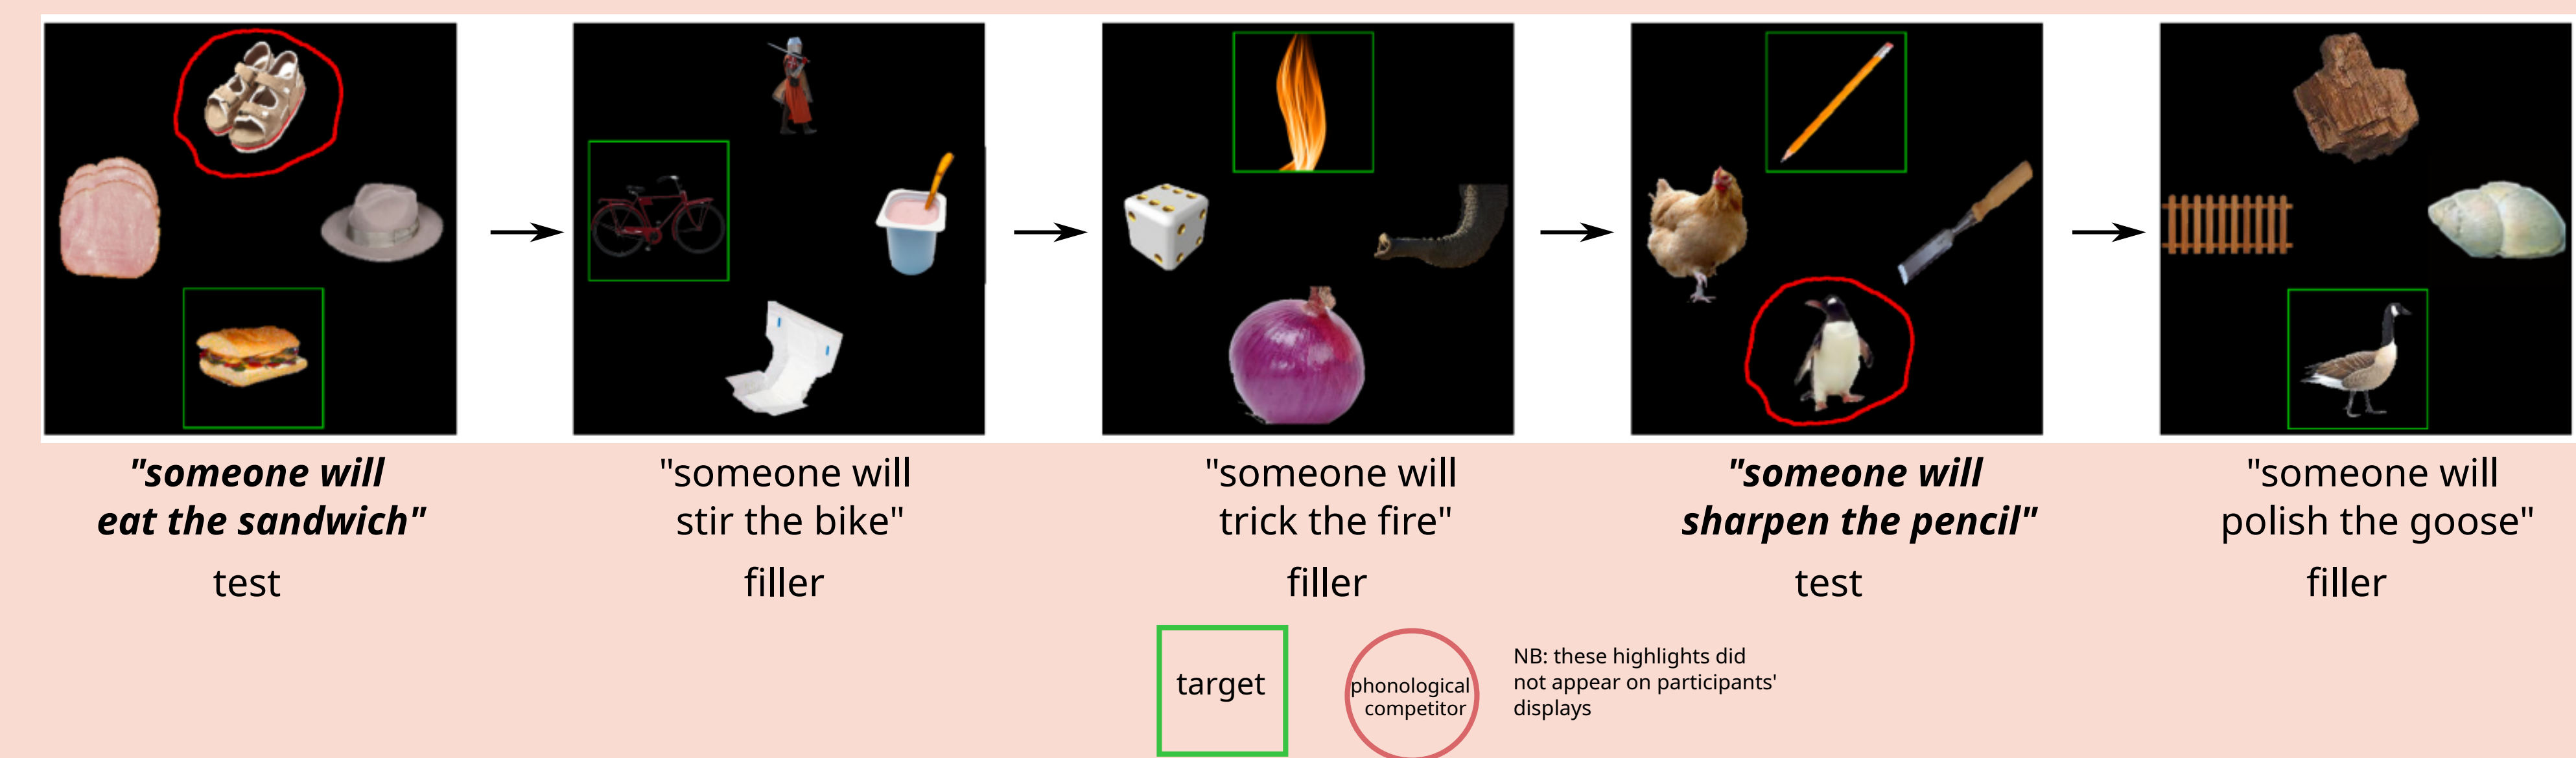 "someone will
eat the sandwich"
test
"someone will
stir the bike"
filler
"someone will
trick the fire"
filler
"someone will
sharpen the pencil"
test
"someone will
polish the goose"
filler
target
phonological
competitor
NB: these highlights did
not appear on participants'
displays